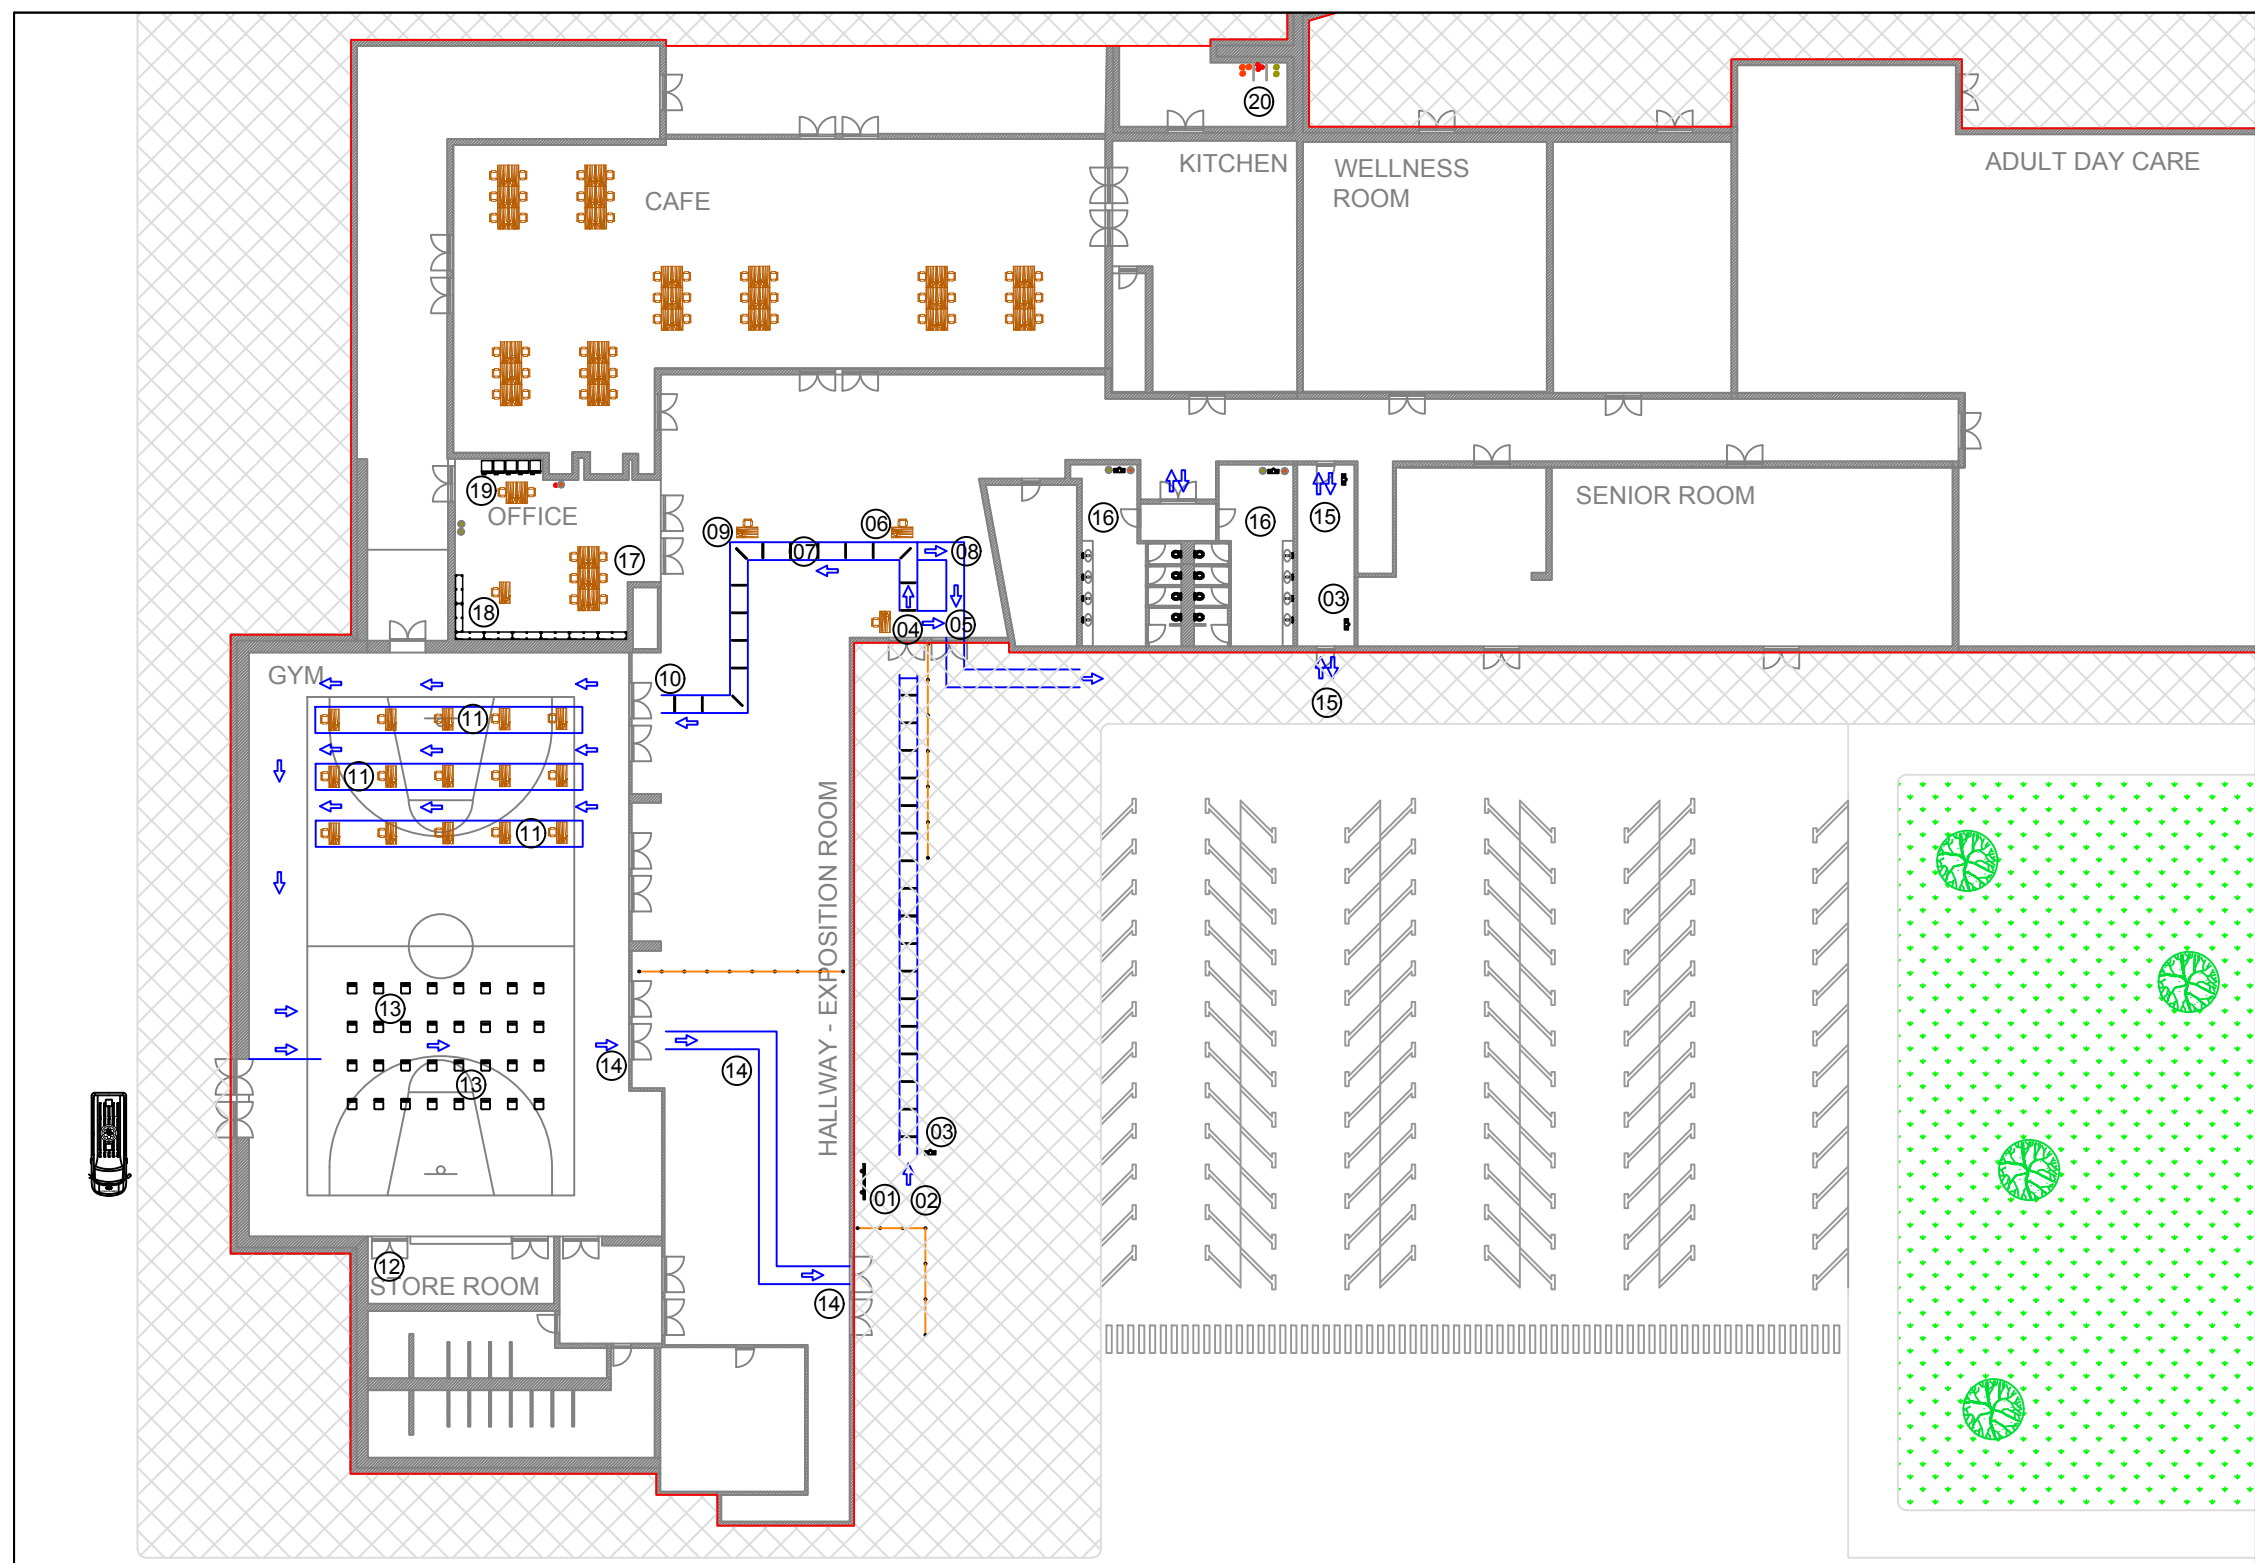 20
KITCHEN
WELLNESS
ROOM
ADULT DAY CARE
CAFE
19
OFFICE
SENIOR ROOM
16
16
15
09
06
07
08
17
18
03
04
05
GYM
10
15
11
11
11
HALLWAY - EXPOSITION ROOM
13
13
14
14
03
01
02
12
STORE ROOM
14